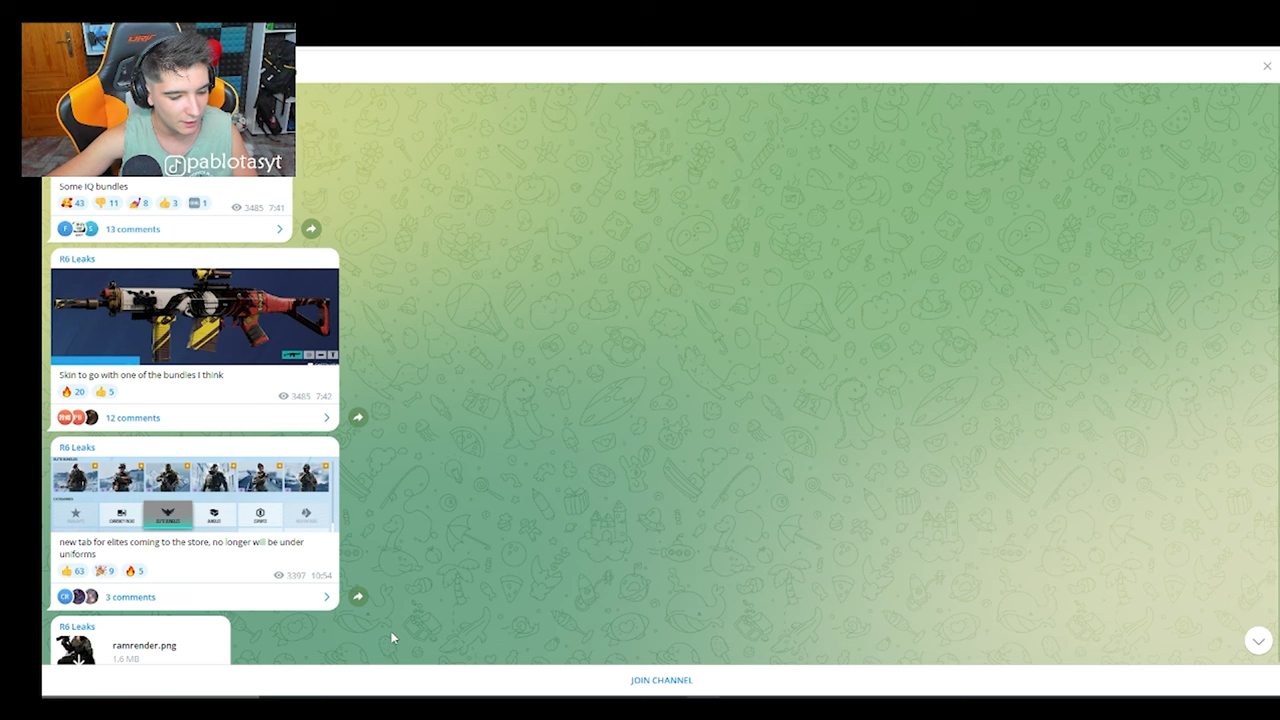 pablotasyt
Some IQ bundles
43 11 8 3 1
3485 7:41
13 comments
R6 Leaks
Skin to go with one of the bundles I think
20 5
3485 7:42
12 comments
R6 Leaks
new tab for elites coming to the store, no longer will be under
uniforms
63 9 5
3397 10:54
CR
3 comments
R6 Leaks
ramrender.png
1.6 MB
JOIN CHANNEL